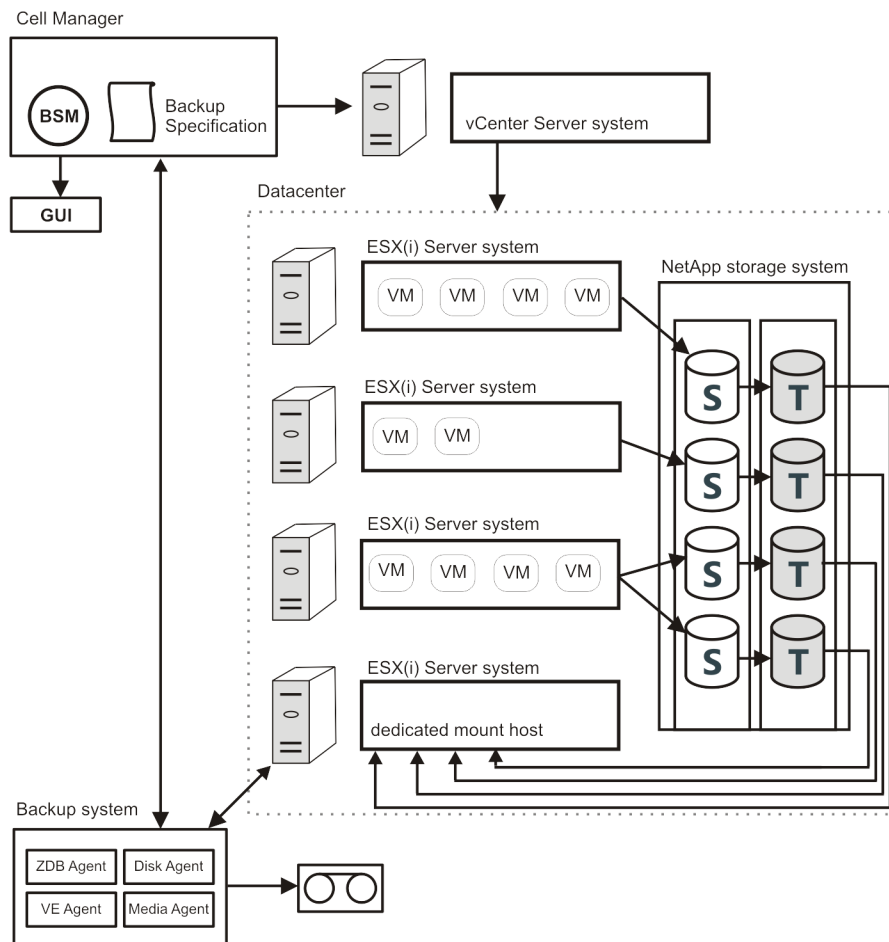 Cell Manager
BSM
Backup
Specification
GUI
vCenter Server system
Datacenter
ESX(i) Server system
VM VM VM VM
NetApp storage system
S T
ESX(i) Server system
VM VM
S T
ESX(i) Server system
VM VM VM VM
S T
S T
ESX(i) Server system
dedicated mount host
Backup system
ZDB Agent Disk Agent
VE Agent Media Agent